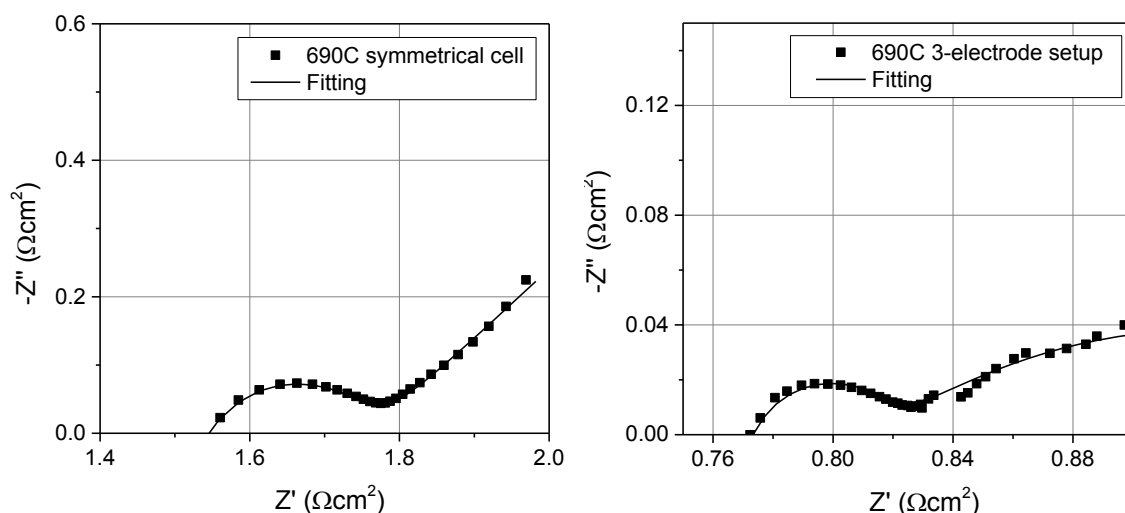 0.6
0.4
0.2
0.0
-Z'' (Ωcm²)
1.4
1.6
1.8
2.0
Z' (Ωcm²)
690C symmetrical cell
Fitting
0.12
0.08
0.04
0.00
-Z'' (Ωcm²)
0.76
0.80
0.84
0.88
Z' (Ωcm²)
690C 3-electrode setup
Fitting